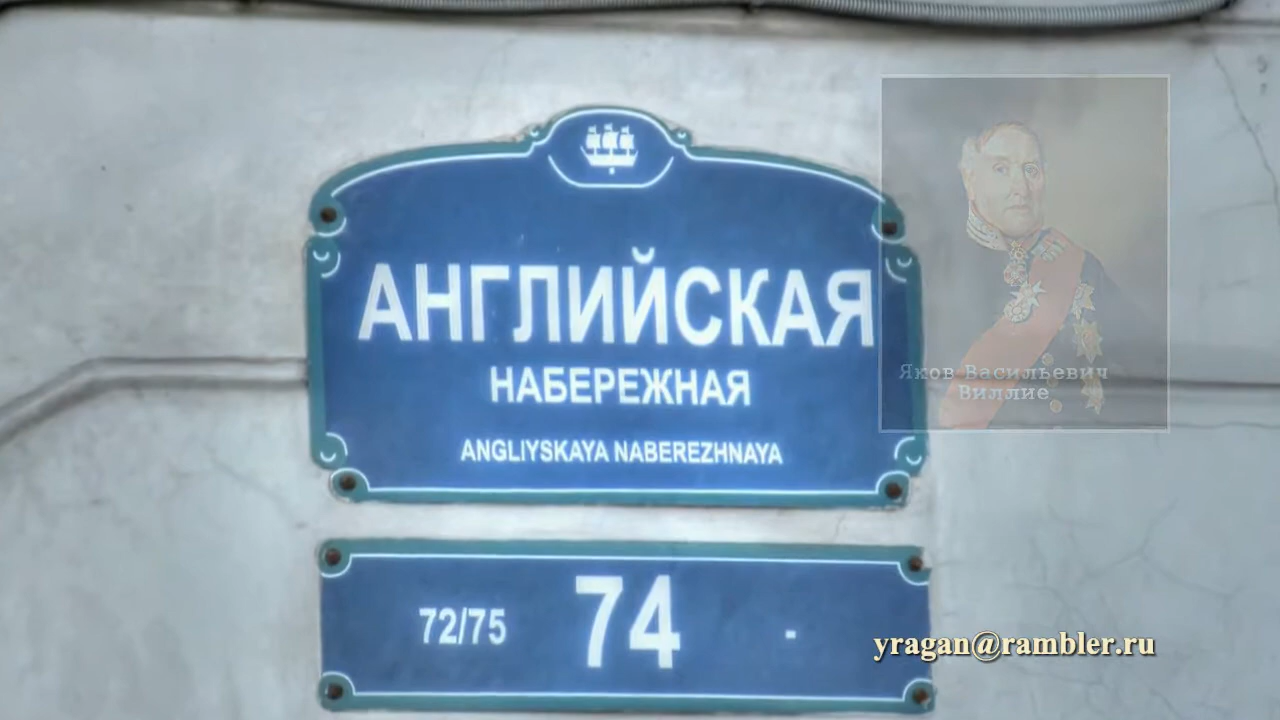 АНГЛИЙСКАЯ
НАБЕРЕЖНАЯ
ANGLIYSKAYA NABEREZHNAYA
Яков Васильевич
Виллие
72/75 74 -
yragan@rambler.ru